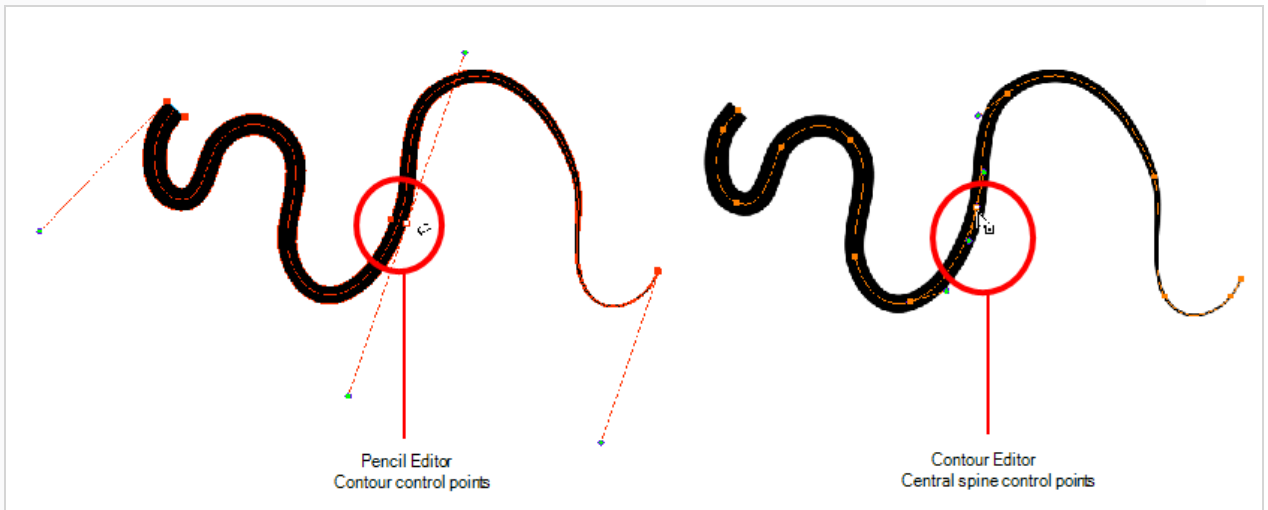 Pencil Editor
Contour control points
Contour Editor
Central spine control points